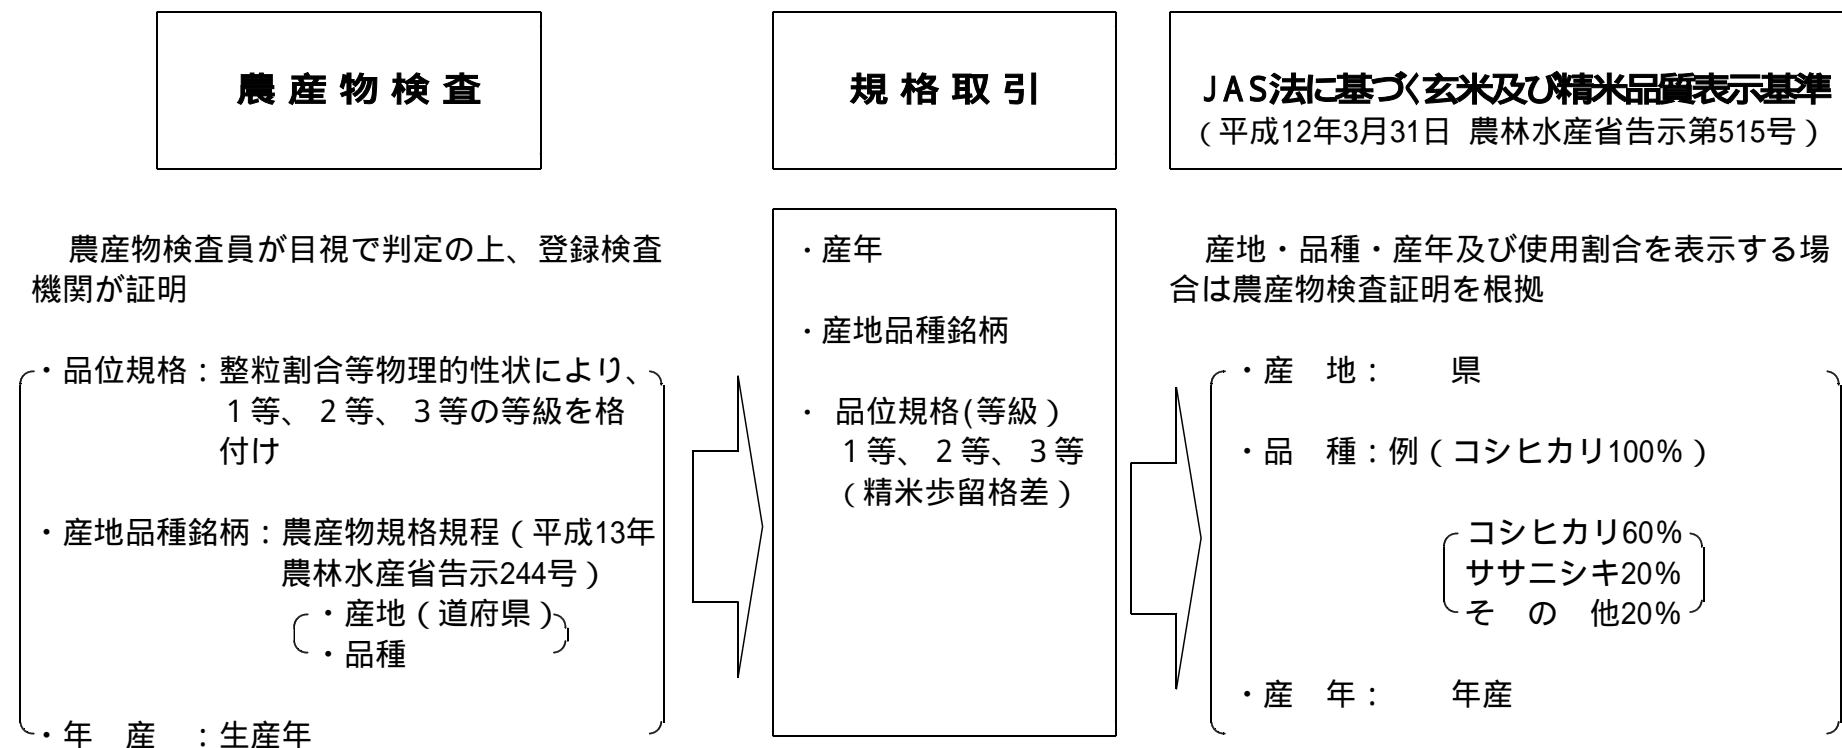 農産物検査
農産物検査員が目視で判定の上、登録検査
機関が証明
・品位規格：整粒割合等物理的性状により、
１等、２等、３等の等級を格
付け
・産地品種銘柄：農産物規格規程（平成13年
農林水産省告示244号）
・産地（道府県）
・品種
・年　産　：生産年
規格取引
・産年
・産地品種銘柄
・ 品位規格(等級）
１等、２等、３等
（精米歩留格差）
JAS法に基づく玄米及び精米品質表示基準
（平成12年3月31日 農林水産省告示第515号）
産地・品種・産年及び使用割合を表示する場
合は農産物検査証明を根拠
・産　地：　　県
・品　種：例（コシヒカリ100%）
コシヒカリ60%
ササニシキ20%
そ　の　他20%
・産　年：　　年産